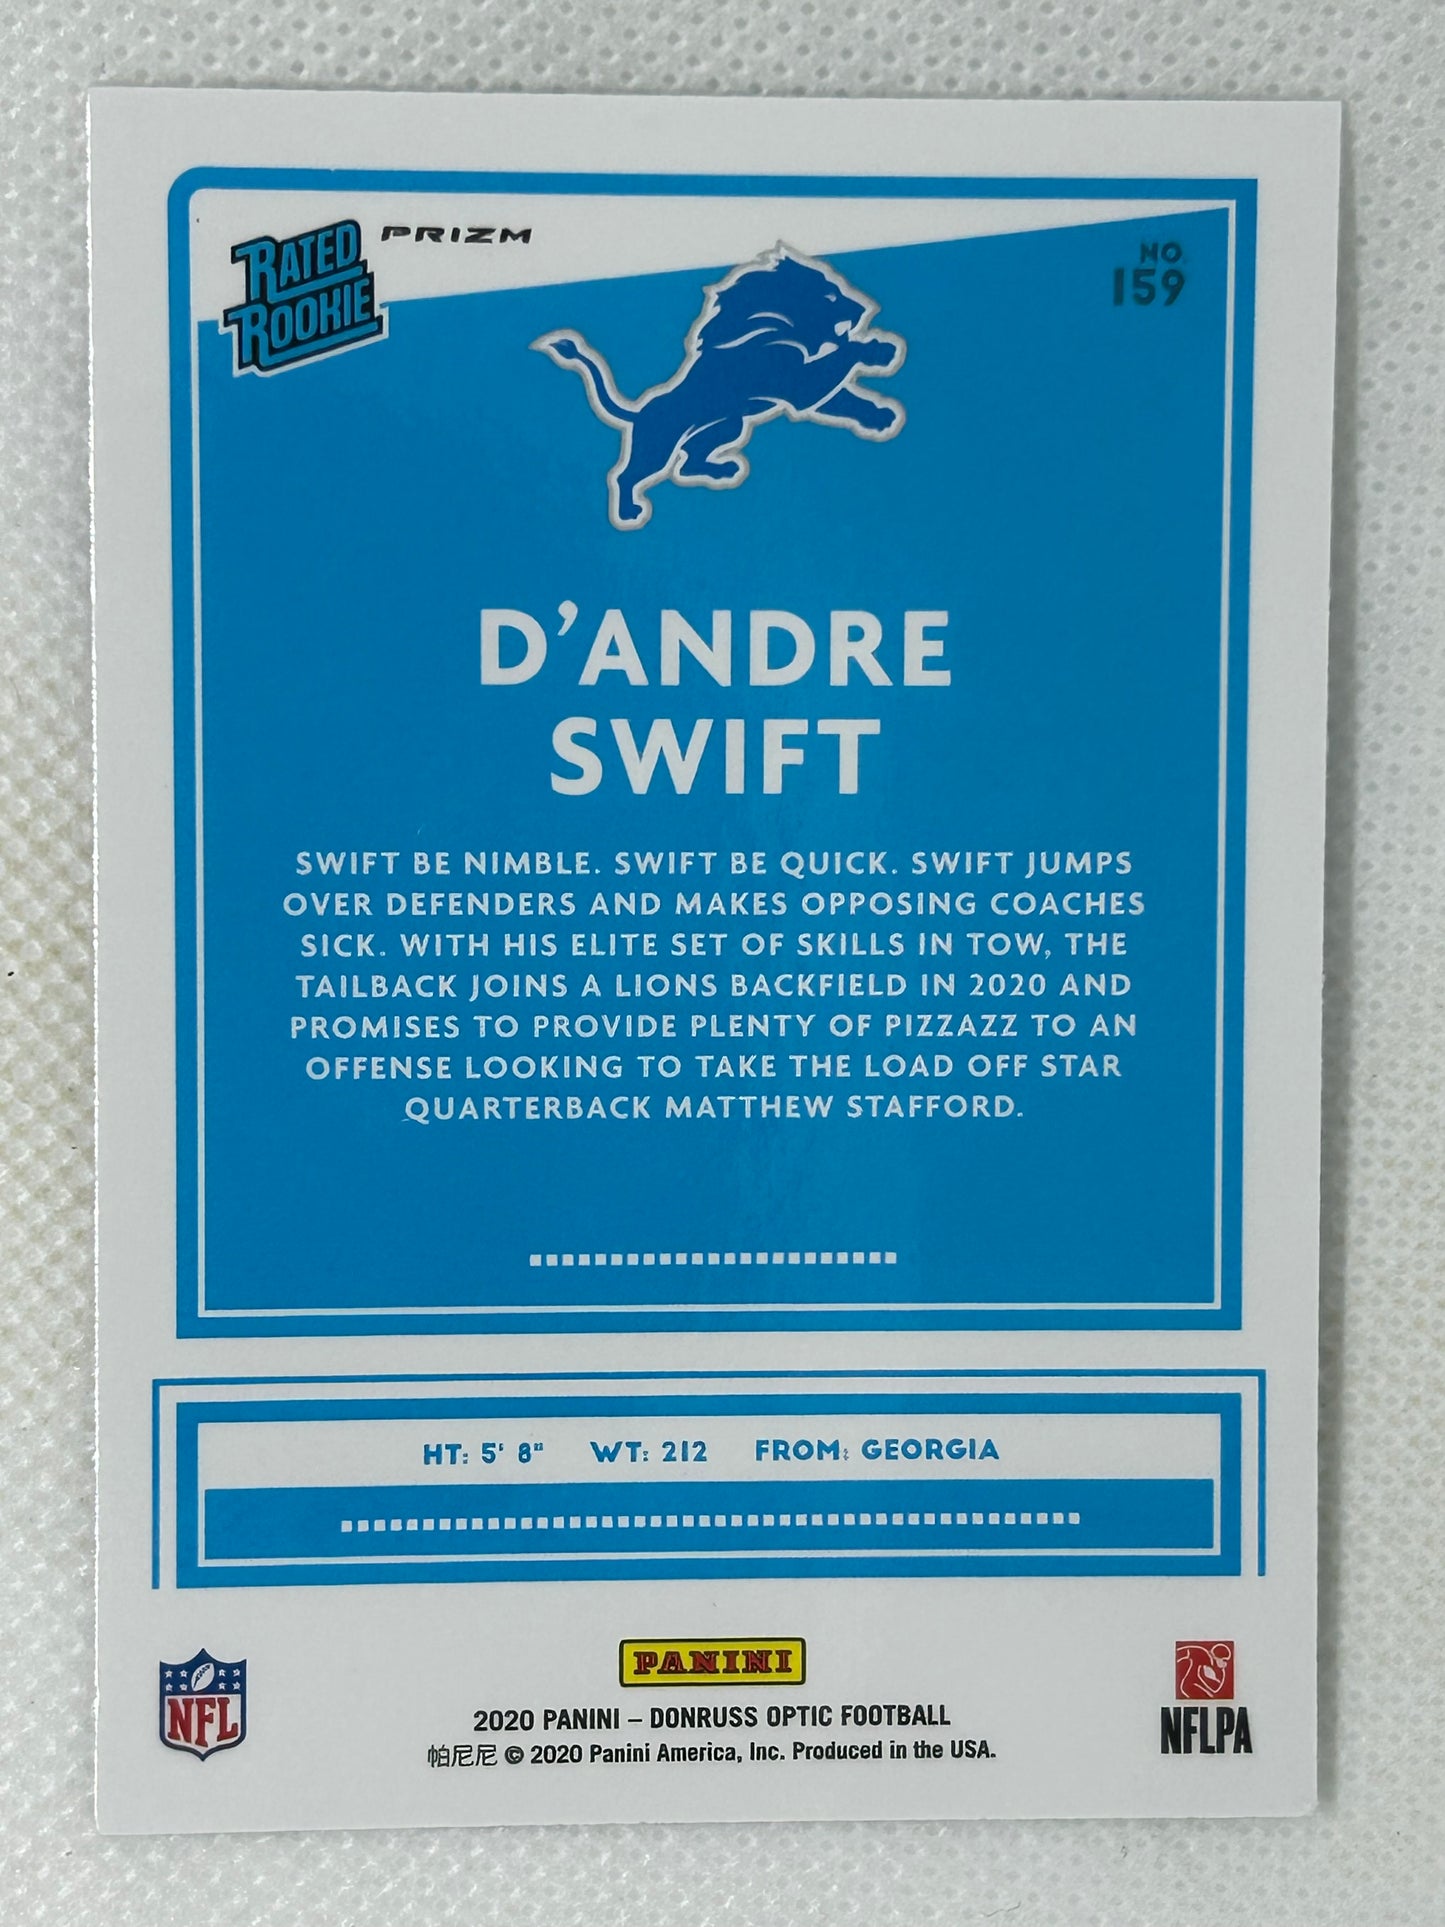 RATED
ROOKIE
PRIZM
NO.
159
D'ANDRE
SWIFT
SWIFT BE NIMBLE. SWIFT BE QUICK. SWIFT JUMPS
OVER DEFENDERS AND MAKES OPPOSING COACHES
SICK. WITH HIS ELITE SET OF SKILLS IN TOW, THE
TAILBACK JOINS A LIONS BACKFIELD IN 2020 AND
PROMISES TO PROVIDE PLENTY OF PIZZAZZ TO AN
OFFENSE LOOKING TO TAKE THE LOAD OFF STAR
QUARTERBACK MATTHEW STAFFORD.
HT: 5' 8" WT: 212 FROM: GEORGIA
NFL
PANINI
2020 PANINI – DONRUSS OPTIC FOOTBALL
帕尼尼 © 2020 Panini America, Inc. Produced in the USA.
NFLPA